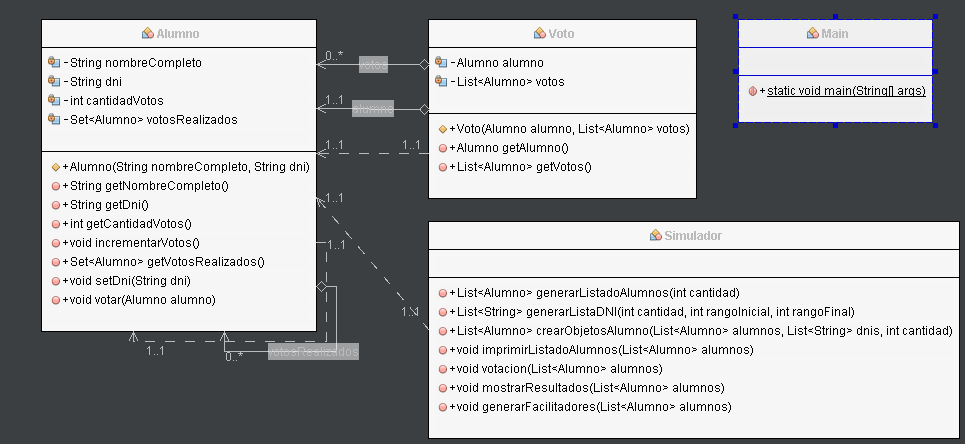 Alumno
- String nombreCompleto
- String dni
- int cantidadVotos
- Set<Alumno> votosRealizados
+ Alumno(String nombreCompleto, String dni)
+ String getNombreCompleto()
+ String getDni()
+ int getCantidadVotos()
+ void incrementarVotos()
+ Set<Alumno> getVotosRealizados()
+ void setDni(String dni)
+ void votar(Alumno alumno)
0..*
votos
1..1
alumno
1..1
1..1
1..1
1..1
1..1
1..1
0..*
votosRealizados
Voto
- Alumno alumno
- List<Alumno> votos
+ Voto(Alumno alumno, List<Alumno> votos)
+ Alumno getAlumno()
+ List<Alumno> getVotos()
Main
+ static void main(String[] args)
Simulador
+ List<Alumno> generarListadoAlumnos(int cantidad)
+ List<String> generarListaDNI(int cantidad, int rangoInicial, int rangoFinal)
+ List<Alumno> crearObjetosAlumno(List<Alumno> alumnos, List<String> dnis, int cantidad)
+ void imprimirListadoAlumnos(List<Alumno> alumnos)
+ void votacion(List<Alumno> alumnos)
+ void mostrarResultados(List<Alumno> alumnos)
+ void generarFacilitadores(List<Alumno> alumnos)